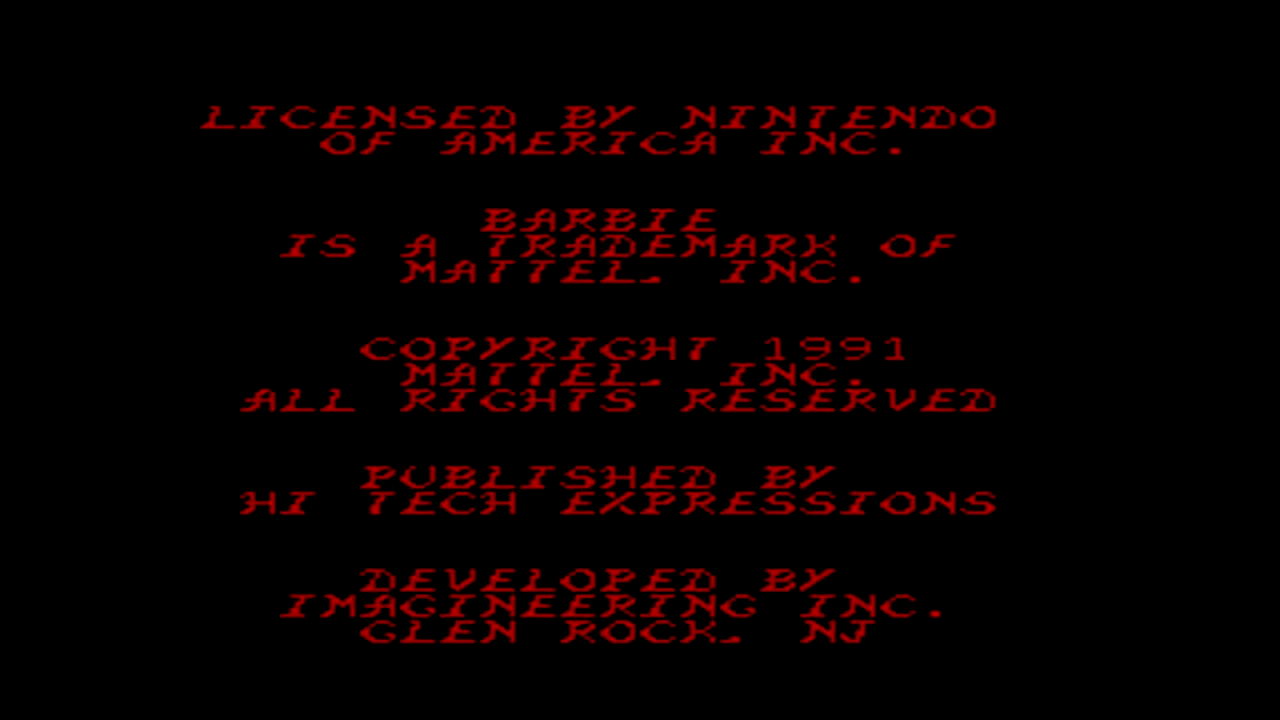 LICENSED BY NINTENDO
OF AMERICA INC.
BARBIE
IS A TRADEMARK OF
MATTEL. INC.
COPYRIGHT 1991
MATTEL. INC.
ALL RIGHTS RESERVED
PUBLISHED BY
HI TECH EXPRESSIONS
DEVELOPED BY
IMAGINEERING INC.
GLEN ROCK. NJ